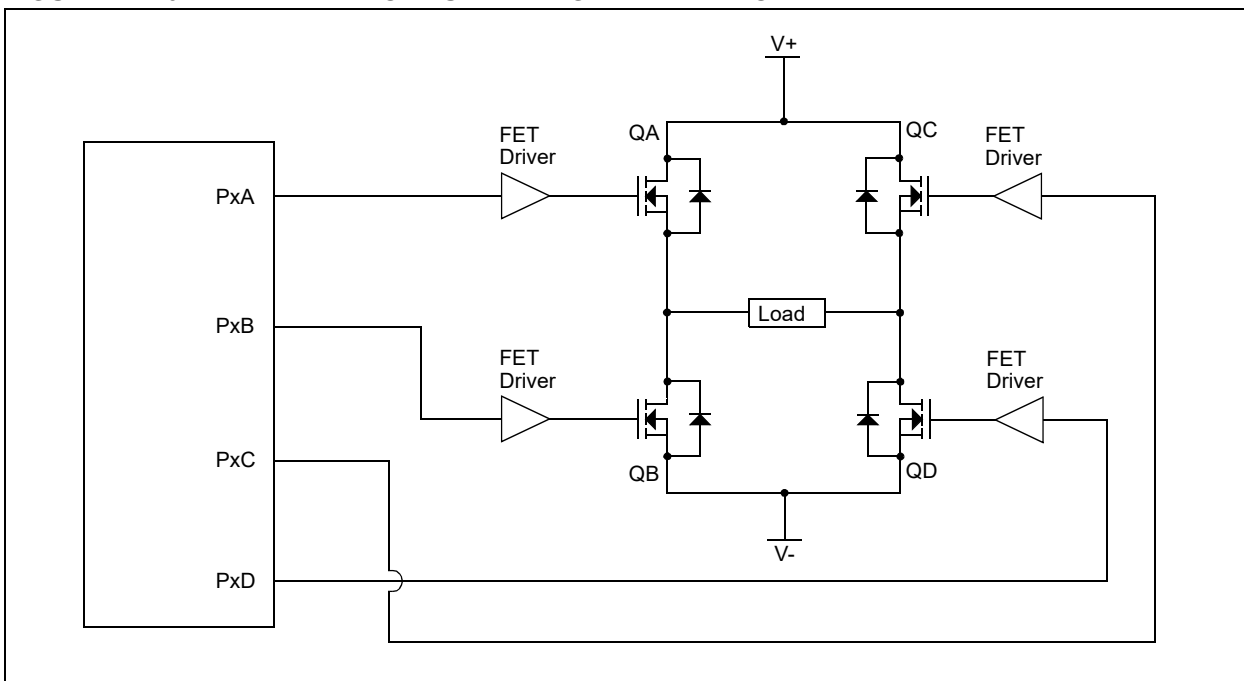 V+
QA
QC
FET
Driver
FET
Driver
PxA
PxB
Load
FET
Driver
FET
Driver
PxC
QB
QD
V-
PxD